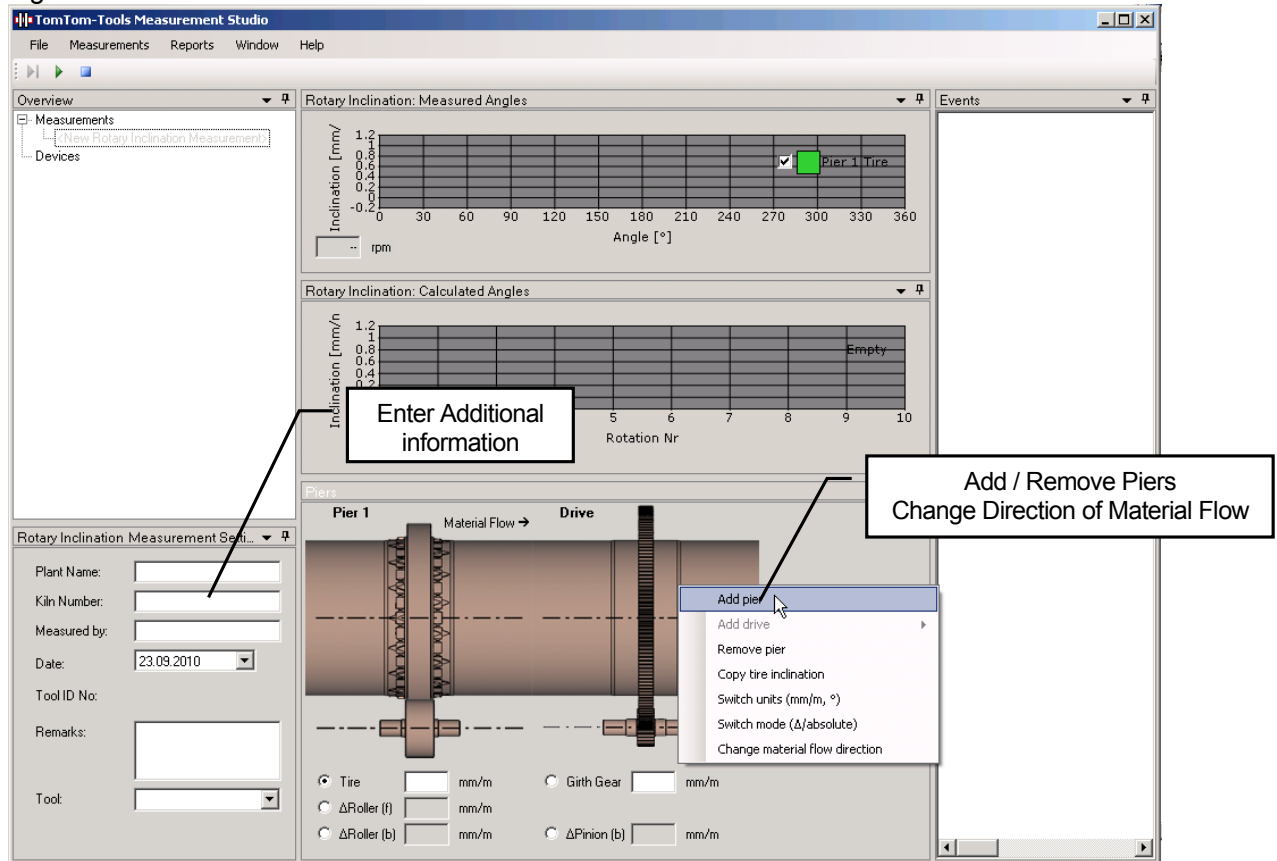 TomTom-Tools Measurement Studio
File Measurements Reports Window Help
Overview
Measurements
<New Rotary Inclination Measurement>
Devices
Rotary Inclination: Measured Angles
Inclination [mm/
1.2
1
0.8
0.6
0.4
0.2
0
-0.2
Pier 1 Tire
0 30 60 90 120 150 180 210 240 270 300 330 360
Angle [°]
-- rpm
Rotary Inclination: Calculated Angles
Inclination [mm/n
1.2
1
0.8
0.6
0.4
0.2
Empty
5 6 7 8 9 10
Rotation Nr
Events
Enter Additional
information
Add / Remove Piers
Change Direction of Material Flow
Piers
Pier 1 Material Flow → Drive
Add pier
Add drive
Remove pier
Copy tire inclination
Switch units (mm/m, °)
Switch mode (Δ/absolute)
Change material flow direction
Tire mm/m Girth Gear mm/m
ΔRoller (f) mm/m
ΔRoller (b) mm/m ΔPinion (b) mm/m
Rotary Inclination Measurement Setti...
Plant Name:
Kiln Number:
Measured by:
Date: 23.09.2010
Tool ID No:
Remarks:
Tool: